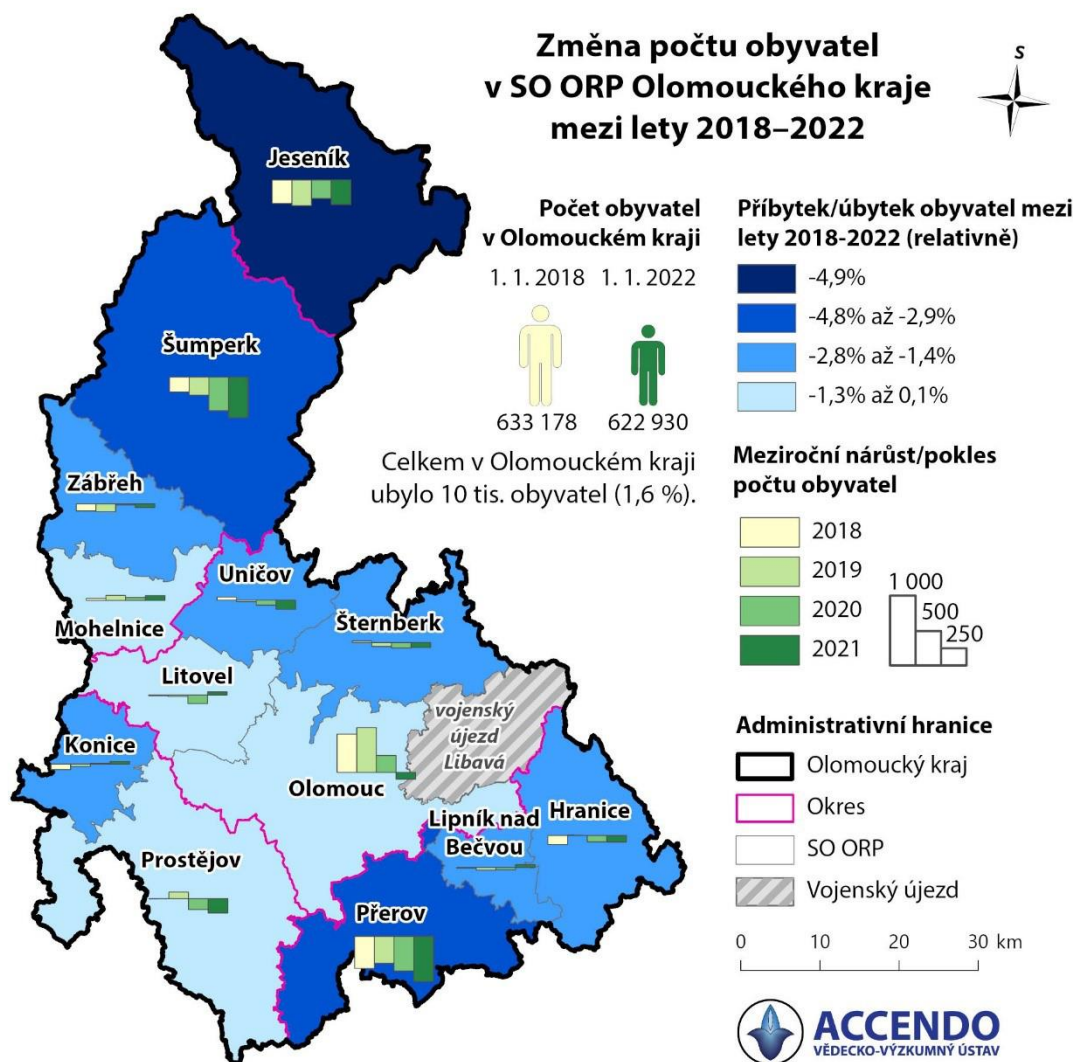 Změna počtu obyvatel
v SO ORP Olomouckého kraje
mezi lety 2018–2022
S
Počet obyvatel
v Olomouckém kraji
1. 1. 2018
1. 1. 2022
633 178
622 930
Celkem v Olomouckém kraji
ubylo 10 tis. obyvatel (1,6 %).
Příbytek/úbytek obyvatel mezi
lety 2018-2022 (relativně)
-4,9%
-4,8% až -2,9%
-2,8% až -1,4%
-1,3% až 0,1%
Meziroční nárůst/pokles
počtu obyvatel
2018
2019
2020
2021
1 000
500
250
Administrativní hranice
Olomoucký kraj
Okres
SO ORP
Vojenský újezd
0 10 20 30 km
ACCENDO
VĚDECKO-VÝZKUMNÝ ÚSTAV
Jeseník
Šumperk
Zábřeh
Uničov
Mohelnice
Šternberk
Litovel
vojenský
újezd
Libavá
Konice
Olomouc
Hranice
Lipník nad
Bečvou
Prostějov
Přerov